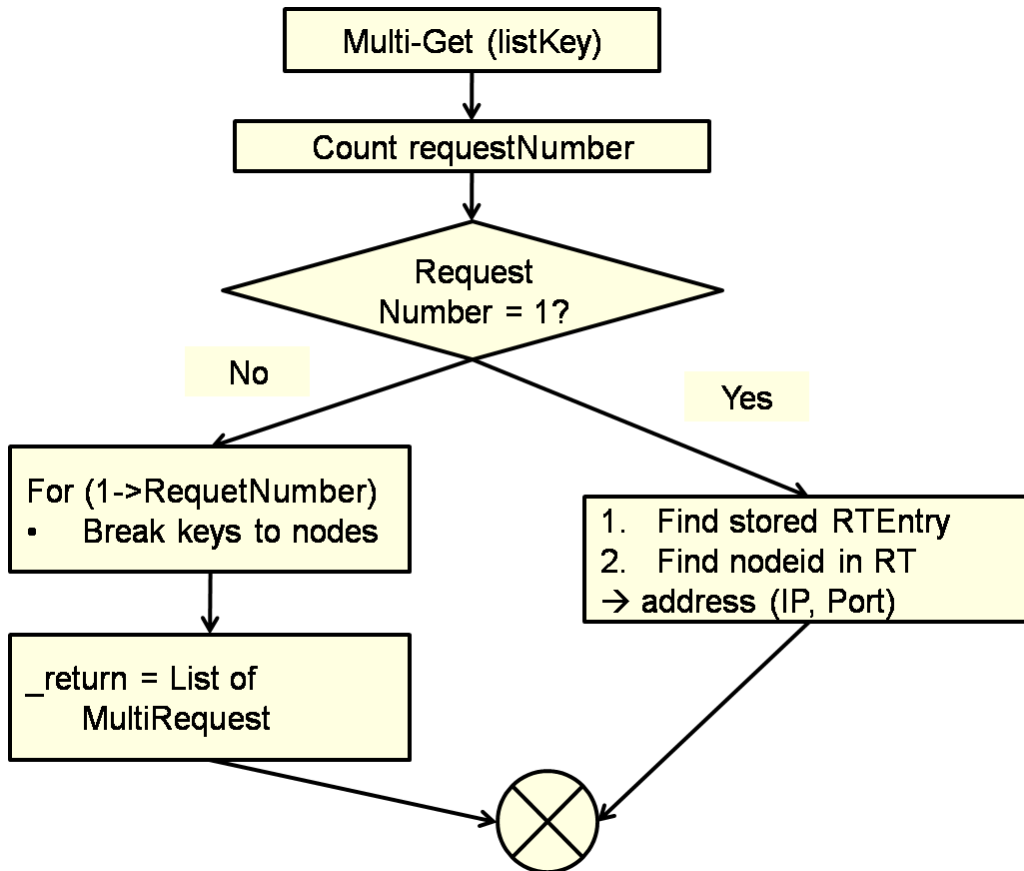 Multi-Get (listKey)
Count requestNumber
Request
Number = 1?
No
Yes
For (1->RequetNumber)
• Break keys to nodes
1. Find stored RTEntry
2. Find nodeid in RT
→ address (IP, Port)
_return = List of
MultiRequest